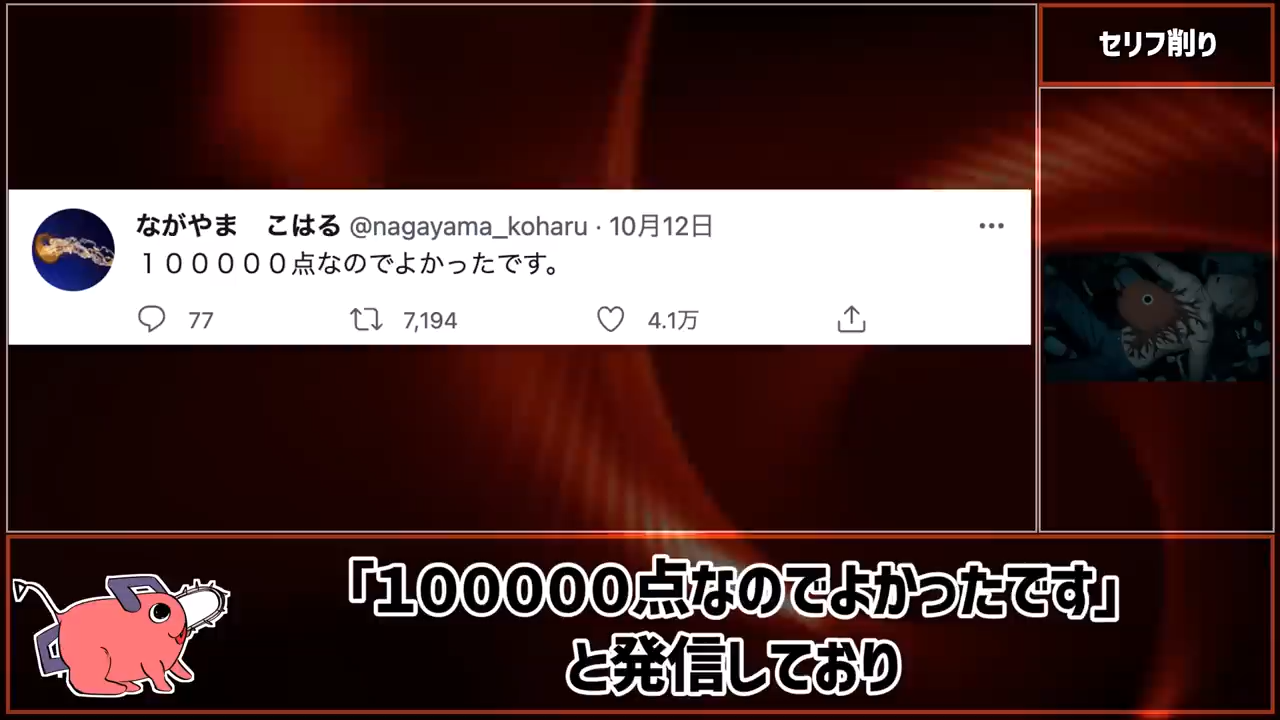 セリフ削り
ながやま　こはる @nagayama_koharu · 10月12日
１０００００点なのでよかったです。
77 7,194 4.1万
「100000点なのでよかったです」
と発信しており